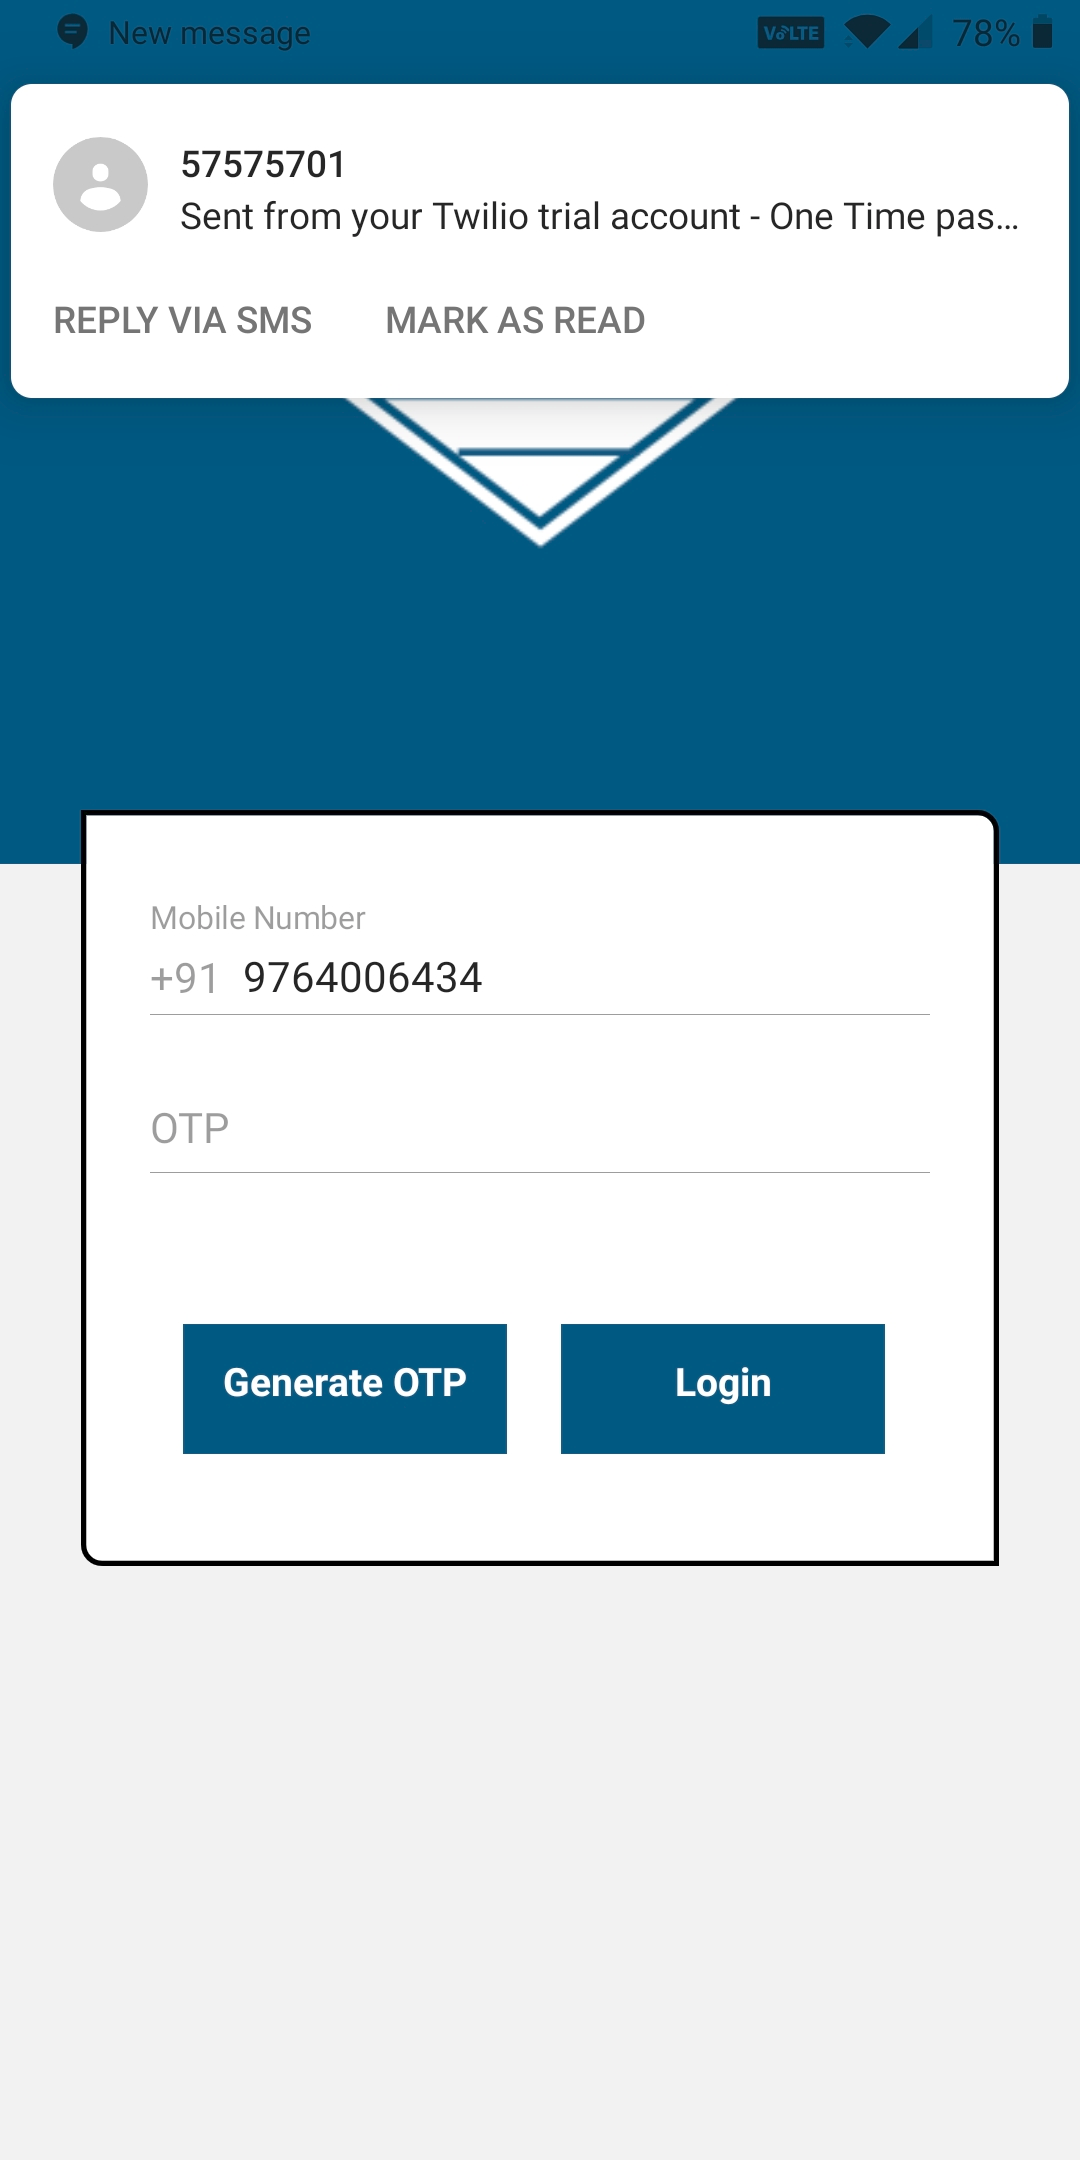 New message
VoLTE
78%
57575701
Sent from your Twilio trial account - One Time pas...
REPLY VIA SMS
MARK AS READ
Mobile Number
+91 9764006434
OTP
Generate OTP
Login